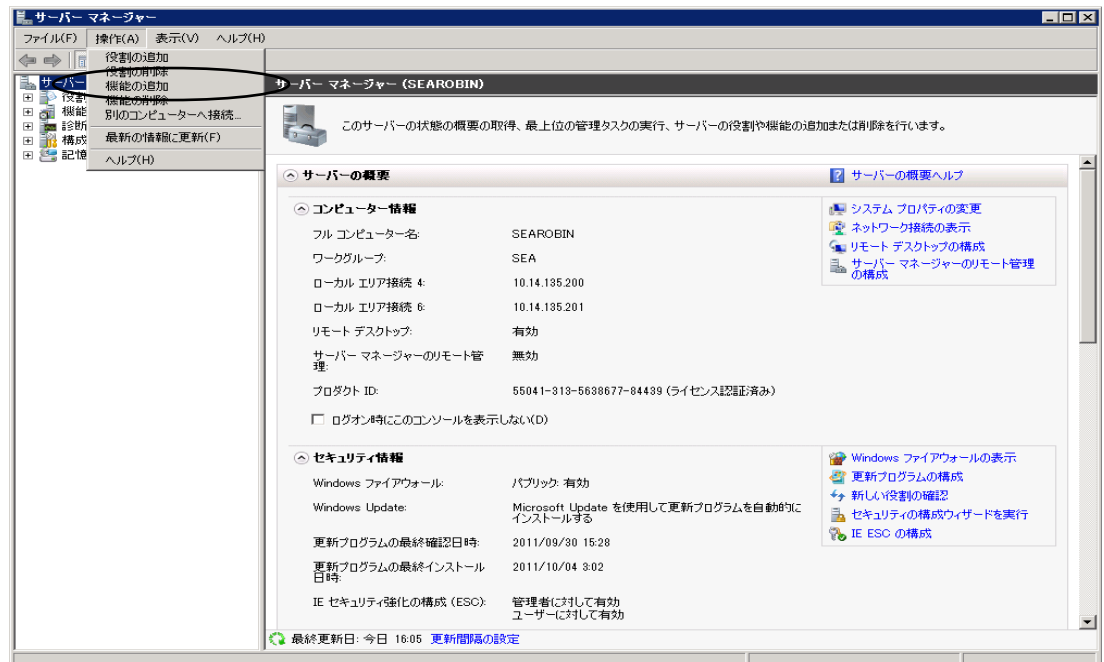 サーバー マネージャー
ファイル(F) 操作(A) 表示(V) ヘルプ(H)
役割の追加
役割の削除
機能の追加
機能の削除
別のコンピューターへ接続...
最新の情報に更新(F)
ヘルプ(H)
サーバー
役割
機能
診断
構成
記憶
サーバー マネージャー (SEAROBIN)
このサーバーの状態の概要の取得、最上位の管理タスクの実行、サーバーの役割や機能の追加または削除を行います。
サーバーの概要
サーバーの概要ヘルプ
コンピューター情報
フル コンピューター名: SEAROBIN
ワークグループ: SEA
ローカル エリア接続 4: 10.14.135.200
ローカル エリア接続 6: 10.14.135.201
リモート デスクトップ: 有効
サーバー マネージャーのリモート管
理: 無効
プロダクト ID: 55041-313-5638677-84439 (ライセンス認証済み)
ログオン時にこのコンソールを表示しない(D)
システム プロパティの変更
ネットワーク接続の表示
リモート デスクトップの構成
サーバー マネージャーのリモート管理
の構成
セキュリティ情報
Windows ファイアウォール: パブリック: 有効
Windows Update: Microsoft Update を使用して更新プログラムを自動的に
インストールする
更新プログラムの最終確認日時: 2011/09/30 15:28
更新プログラムの最終インストール
日時: 2011/10/04 3:02
IE セキュリティ強化の構成 (ESC): 管理者に対して有効
ユーザーに対して有効
Windows ファイアウォールの表示
更新プログラムの構成
新しい役割の確認
セキュリティの構成ウィザードを実行
IE ESC の構成
最終更新日: 今日 16:05 更新間隔の設定